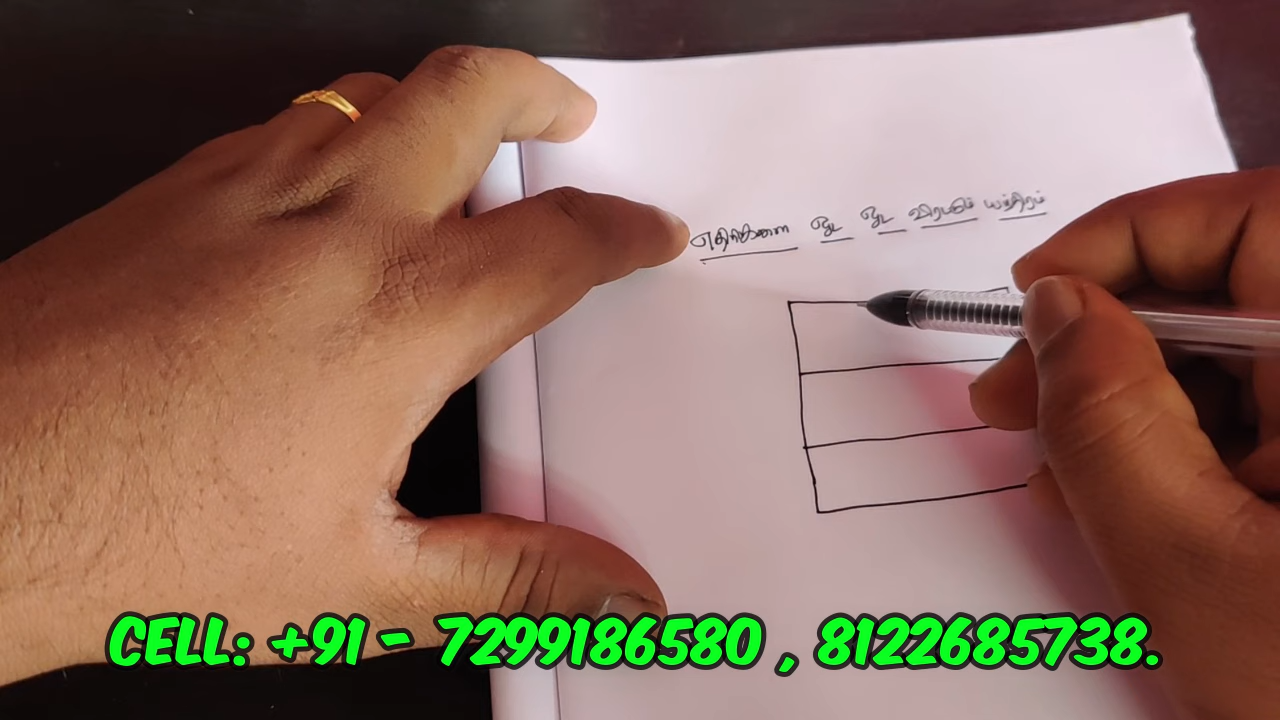 எதிரிகளை ஓட ஓட விரட்டும் யந்திரம்
CELL: +91 - 7299186580 , 8122685738.